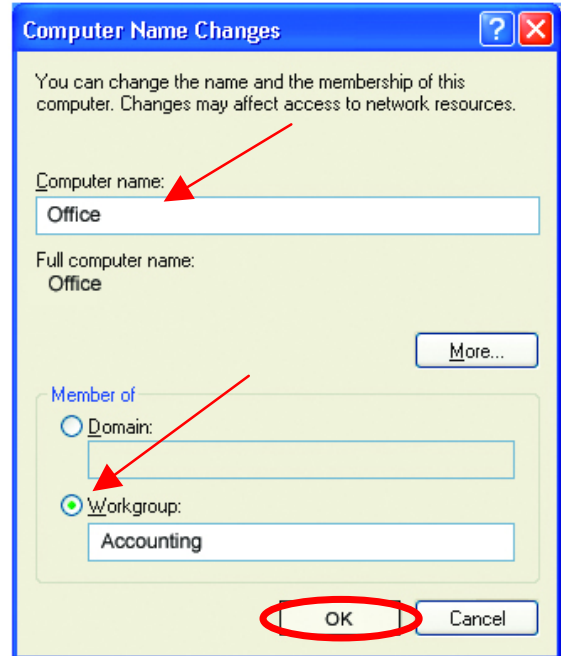 Computer Name Changes
You can change the name and the membership of this
computer. Changes may affect access to network resources.
Computer name:
Office
Full computer name:
Office
More...
Member of
Domain:
Workgroup:
Accounting
OK Cancel